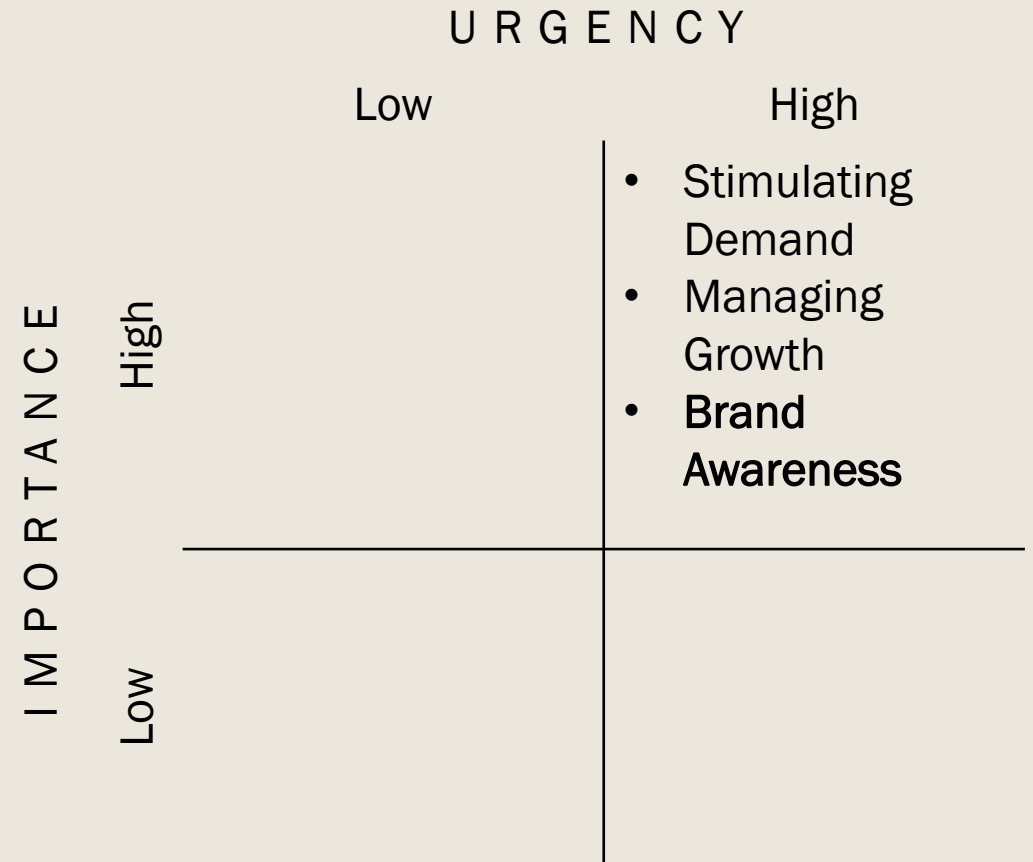 URGENCY
Low High
• Stimulating
Demand
• Managing
Growth
• Brand
Awareness
IMPORTANCE
High
Low